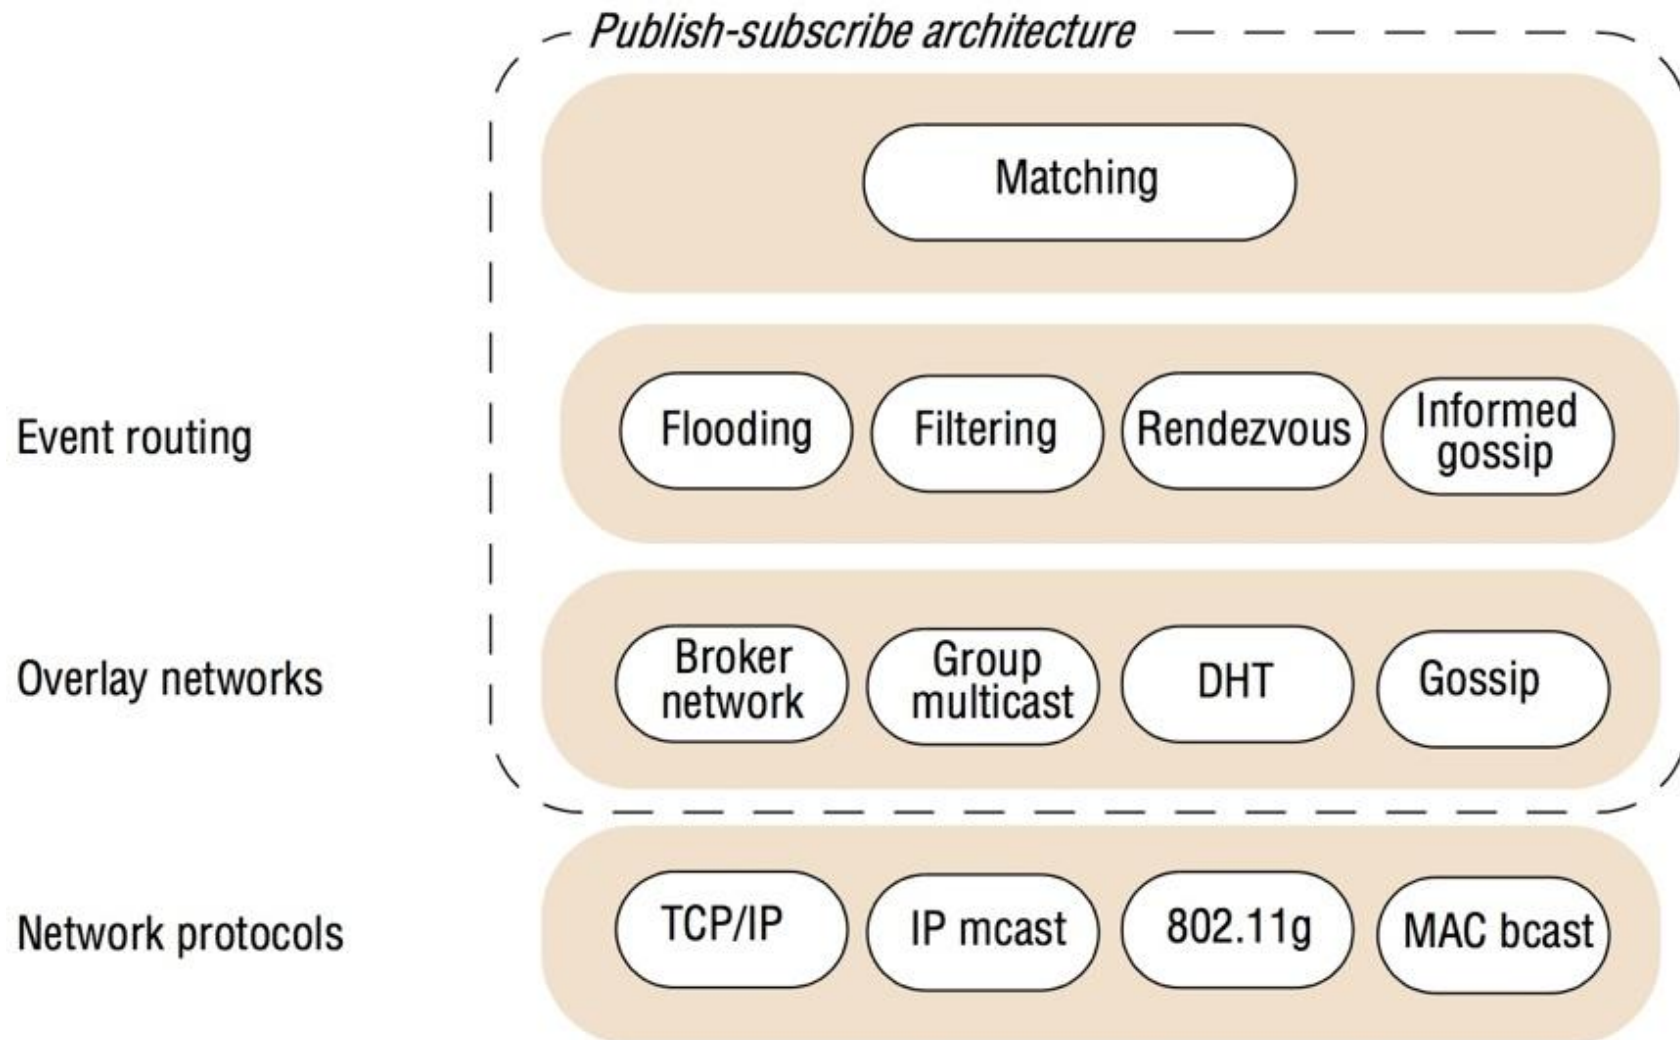 Publish-subscribe architecture
Matching
Event routing
Flooding
Filtering
Rendezvous
Informed
gossip
Overlay networks
Broker
network
Group
multicast
DHT
Gossip
Network protocols
TCP/IP
IP mcast
802.11g
MAC bcast